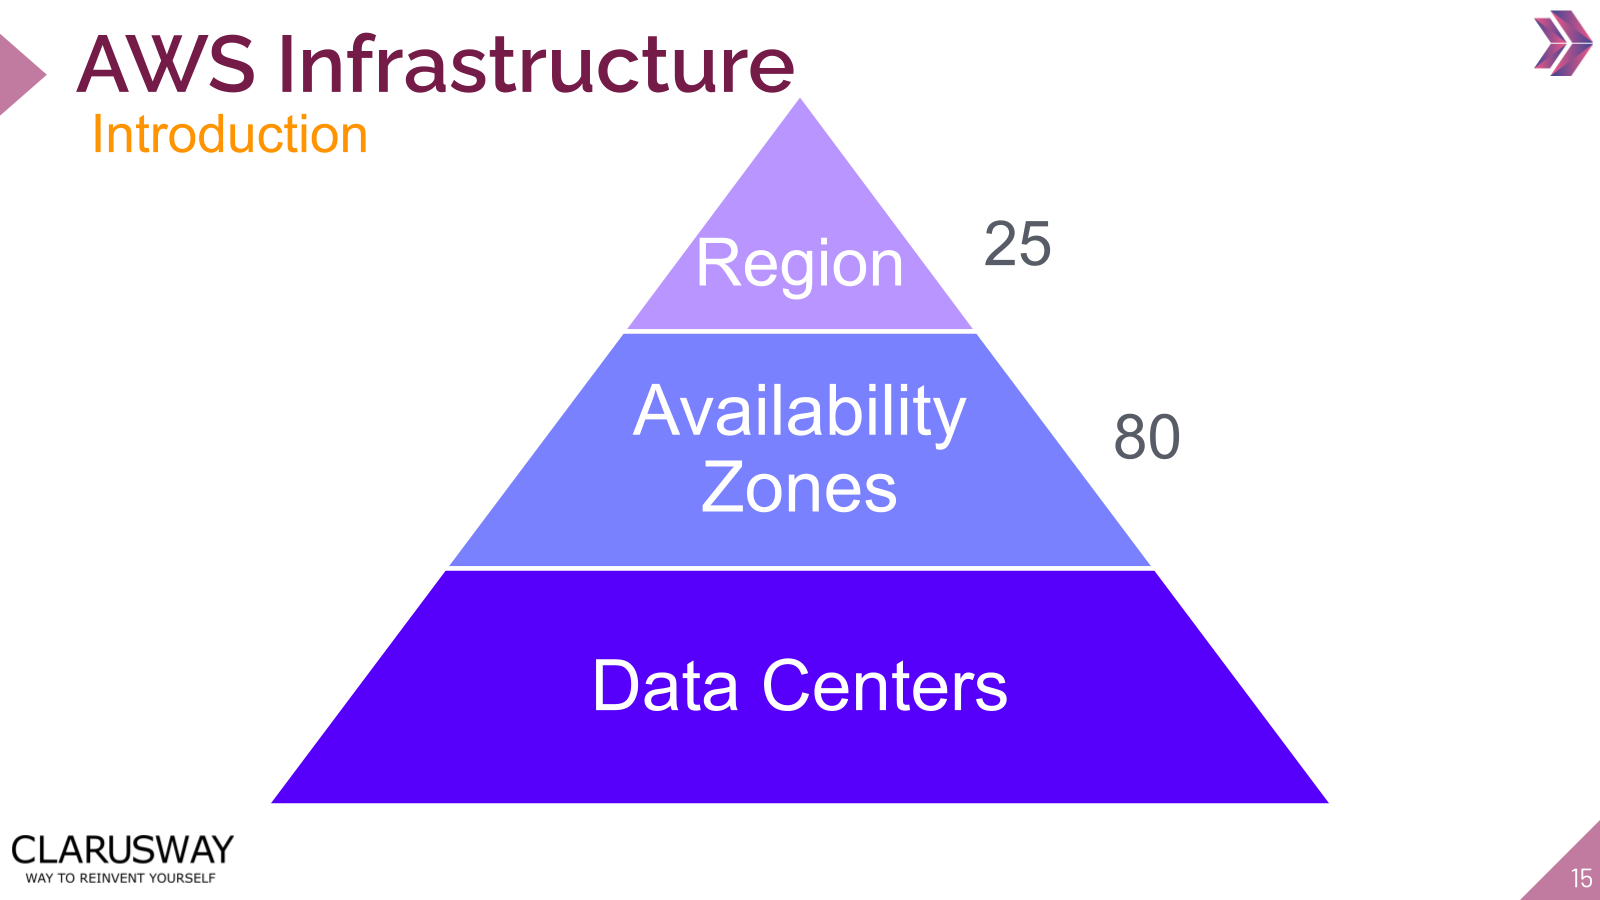 AWS Infrastructure
Introduction
Region
25
Availability
Zones
80
Data Centers
CLARUSWAY
WAY TO REINVENT YOURSELF
15